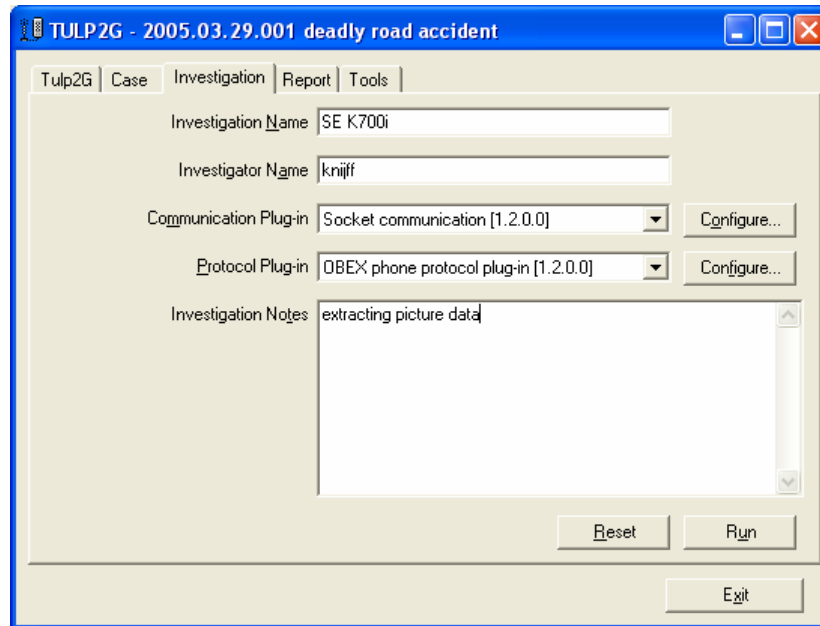 TULP2G - 2005.03.29.001 deadly road accident
Tulp2G Case Investigation Report Tools
Investigation Name SE K700i
Investigator Name knijff
Communication Plug-in Socket communication [1.2.0.0] Configure...
Protocol Plug-in OBEX phone protocol plug-in [1.2.0.0] Configure...
Investigation Notes extracting picture data
Reset Run
Exit